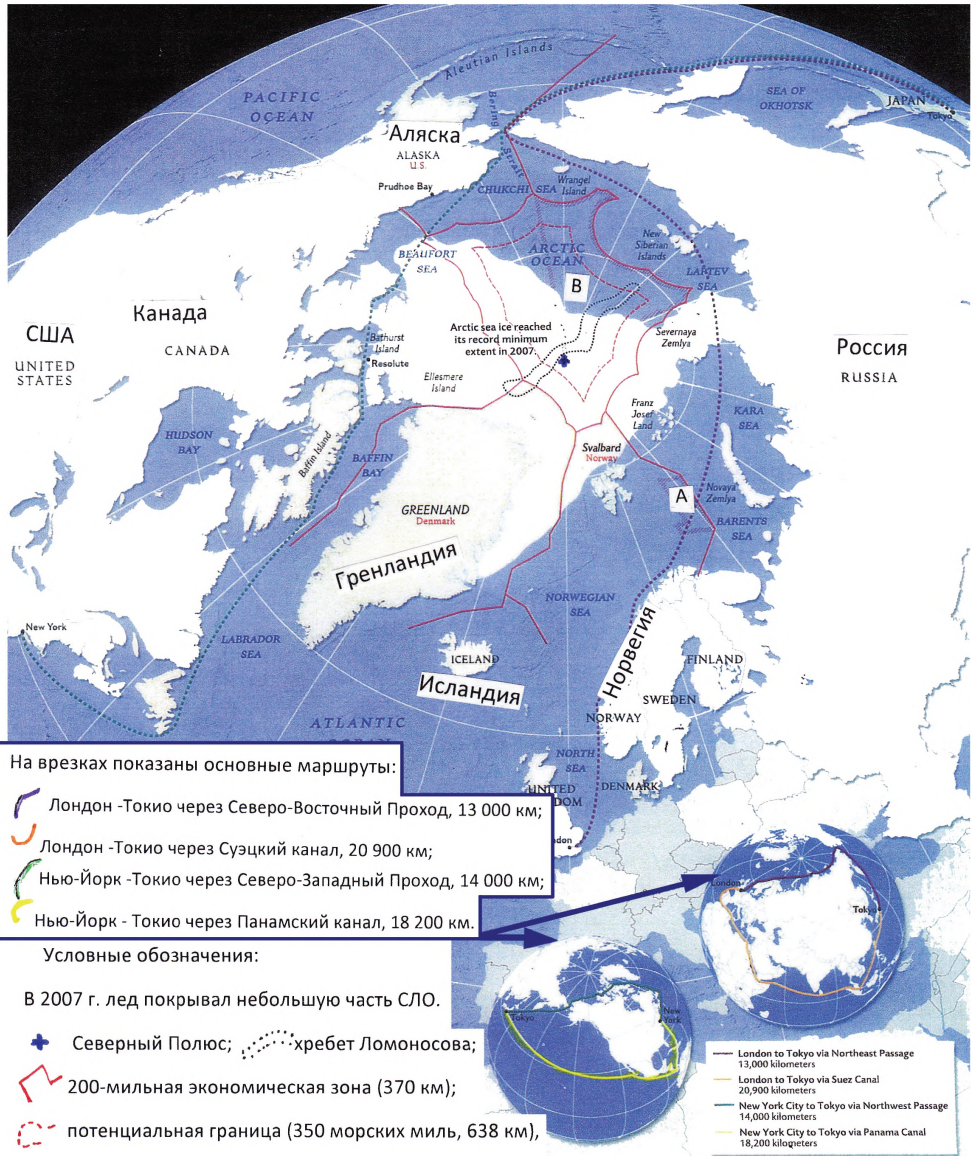 Aleutian Islands
PACIFIC
OCEAN
Bering
Strait
SEA OF
OKHOTSK
JAPAN
Tokyo
Аляска
ALASKA
U.S.
Prudhoe Bay
CHUKCHI SEA
Wrangel
Island
New
Siberian
Islands
ARCTIC
OCEAN
BEAUFORT
SEA
LAPTEV
SEA
B
США
UNITED
STATES
Канада
CANADA
Arctic sea ice reached
its record minimum
extent in 2007.
Bathurst
Island
Resolute
Ellesmere
Island
Severnaya
Zemlya
Россия
RUSSIA
Franz
Josef
Land
KARA
SEA
HUDSON
BAY
Baffin Island
BAFFIN
BAY
Svalbard
Norway
A
Novaya
Zemlya
BARENTS
SEA
GREENLAND
Denmark
Гренландия
NORWEGIAN
SEA
New York
LABRADOR
SEA
ICELAND
Исландия
Норвегия
FINLAND
SWEDEN
NORWAY
ATLANTIC
NORTH
SEA
UNITED
DOM
DENMARK
don
На врезках показаны основные маршруты:
Лондон -Токио через Северо-Восточный Проход, 13 000 км;
Лондон -Токио через Суэцкий канал, 20 900 км;
Нью-Йорк -Токио через Северо-Западный Проход, 14 000 км;
Нью-Йорк - Токио через Панамский канал, 18 200 км.
Условные обозначения:
В 2007 г. лед покрывал небольшую часть СЛО.
Северный Полюс; хребет Ломоносова;
200-мильная экономическая зона (370 км);
потенциальная граница (350 морских миль, 638 км),
London
Tokyo
Tokyo
New
York
London to Tokyo via Northeast Passage
13,000 kilometers
London to Tokyo via Suez Canal
20,900 kilometers
New York City to Tokyo via Northwest Passage
14,000 kilometers
New York City to Tokyo via Panama Canal
18,200 kilometers